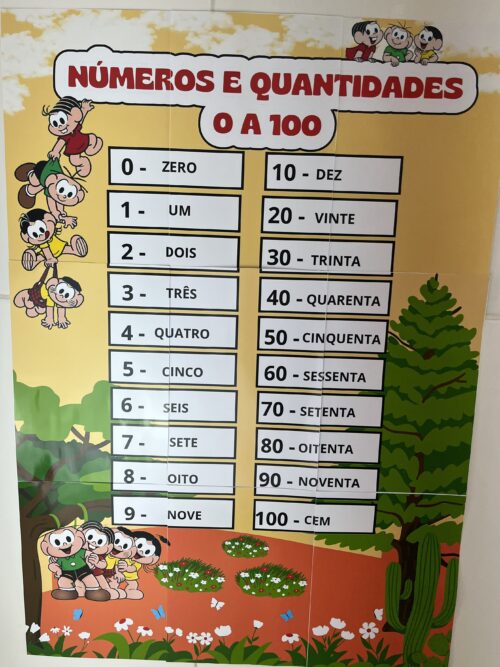 NÚMEROS E QUANTIDADES
0 A 100
0 - ZERO
1 - UM
2 - DOIS
3 - TRÊS
4 - QUATRO
5 - CINCO
6 - SEIS
7 - SETE
8 - OITO
9 - NOVE
10 - DEZ
20 - VINTE
30 - TRINTA
40 - QUARENTA
50 - CINQUENTA
60 - SESSENTA
70 - SETENTA
80 - OITENTA
90 - NOVENTA
100 - CEM